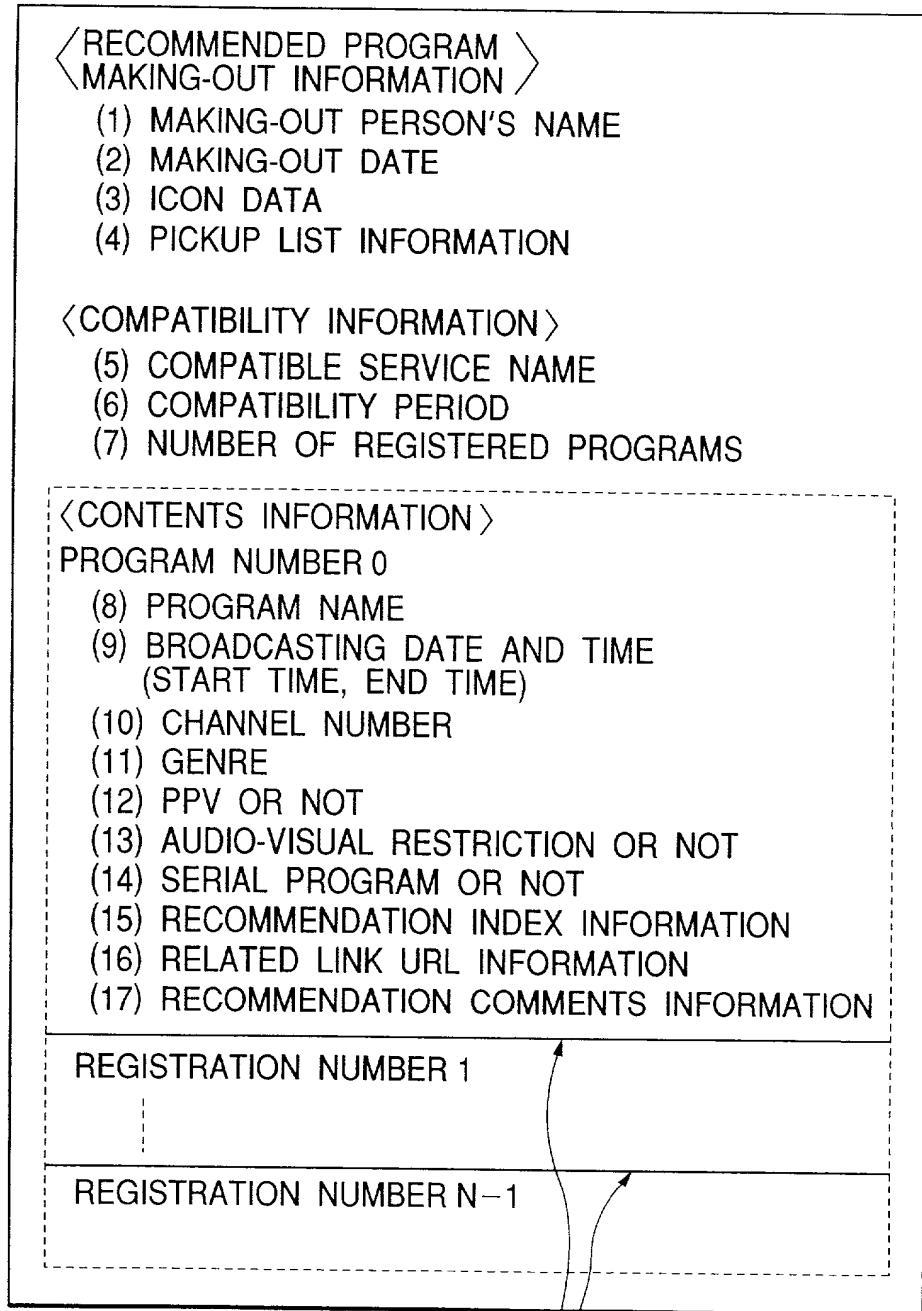 〈RECOMMENDED PROGRAM
MAKING-OUT INFORMATION〉
(1) MAKING-OUT PERSON'S NAME
(2) MAKING-OUT DATE
(3) ICON DATA
(4) PICKUP LIST INFORMATION
〈COMPATIBILITY INFORMATION〉
(5) COMPATIBLE SERVICE NAME
(6) COMPATIBILITY PERIOD
(7) NUMBER OF REGISTERED PROGRAMS
〈CONTENTS INFORMATION〉
PROGRAM NUMBER 0
(8) PROGRAM NAME
(9) BROADCASTING DATE AND TIME
(START TIME, END TIME)
(10) CHANNEL NUMBER
(11) GENRE
(12) PPV OR NOT
(13) AUDIO-VISUAL RESTRICTION OR NOT
(14) SERIAL PROGRAM OR NOT
(15) RECOMMENDATION INDEX INFORMATION
(16) RELATED LINK URL INFORMATION
(17) RECOMMENDATION COMMENTS INFORMATION
REGISTRATION NUMBER 1
REGISTRATION NUMBER N−1